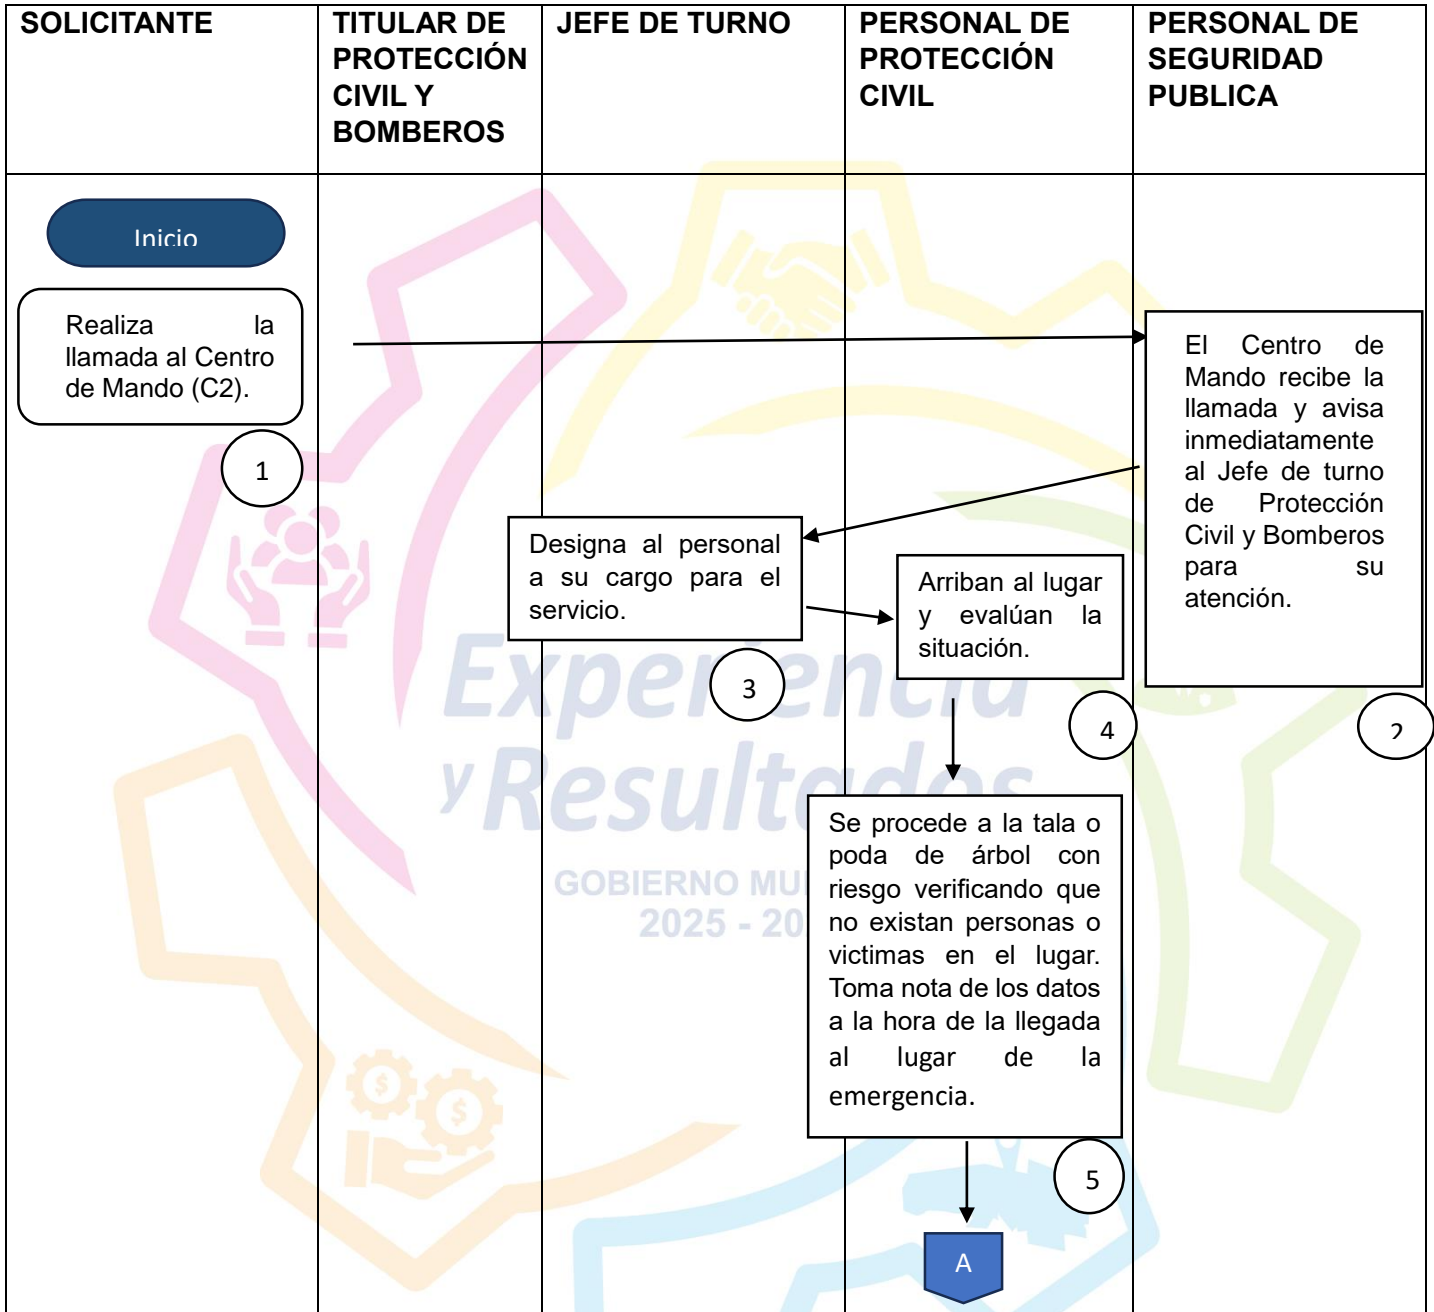 SOLICITANTE
TITULAR DE
PROTECCIÓN
CIVIL Y
BOMBEROS
JEFE DE TURNO
PERSONAL DE
PROTECCIÓN
CIVIL
PERSONAL DE
SEGURIDAD
PUBLICA
Inicio
Realiza la
llamada al Centro
de Mando (C2).
1
El Centro de
Mando recibe la
llamada y avisa
inmediatamente
al Jefe de turno
de Protección
Civil y Bomberos
para su
atención.
2
Designa al personal
a su cargo para el
servicio.
3
Arriban al lugar
y evalúan la
situación.
4
Se procede a la tala o
poda de árbol con
riesgo verificando que
no existan personas o
victimas en el lugar.
Toma nota de los datos
a la hora de la llegada
al lugar de la
emergencia.
5
A
Experiencia
y Resultados
GOBIERNO MU
2025 - 20